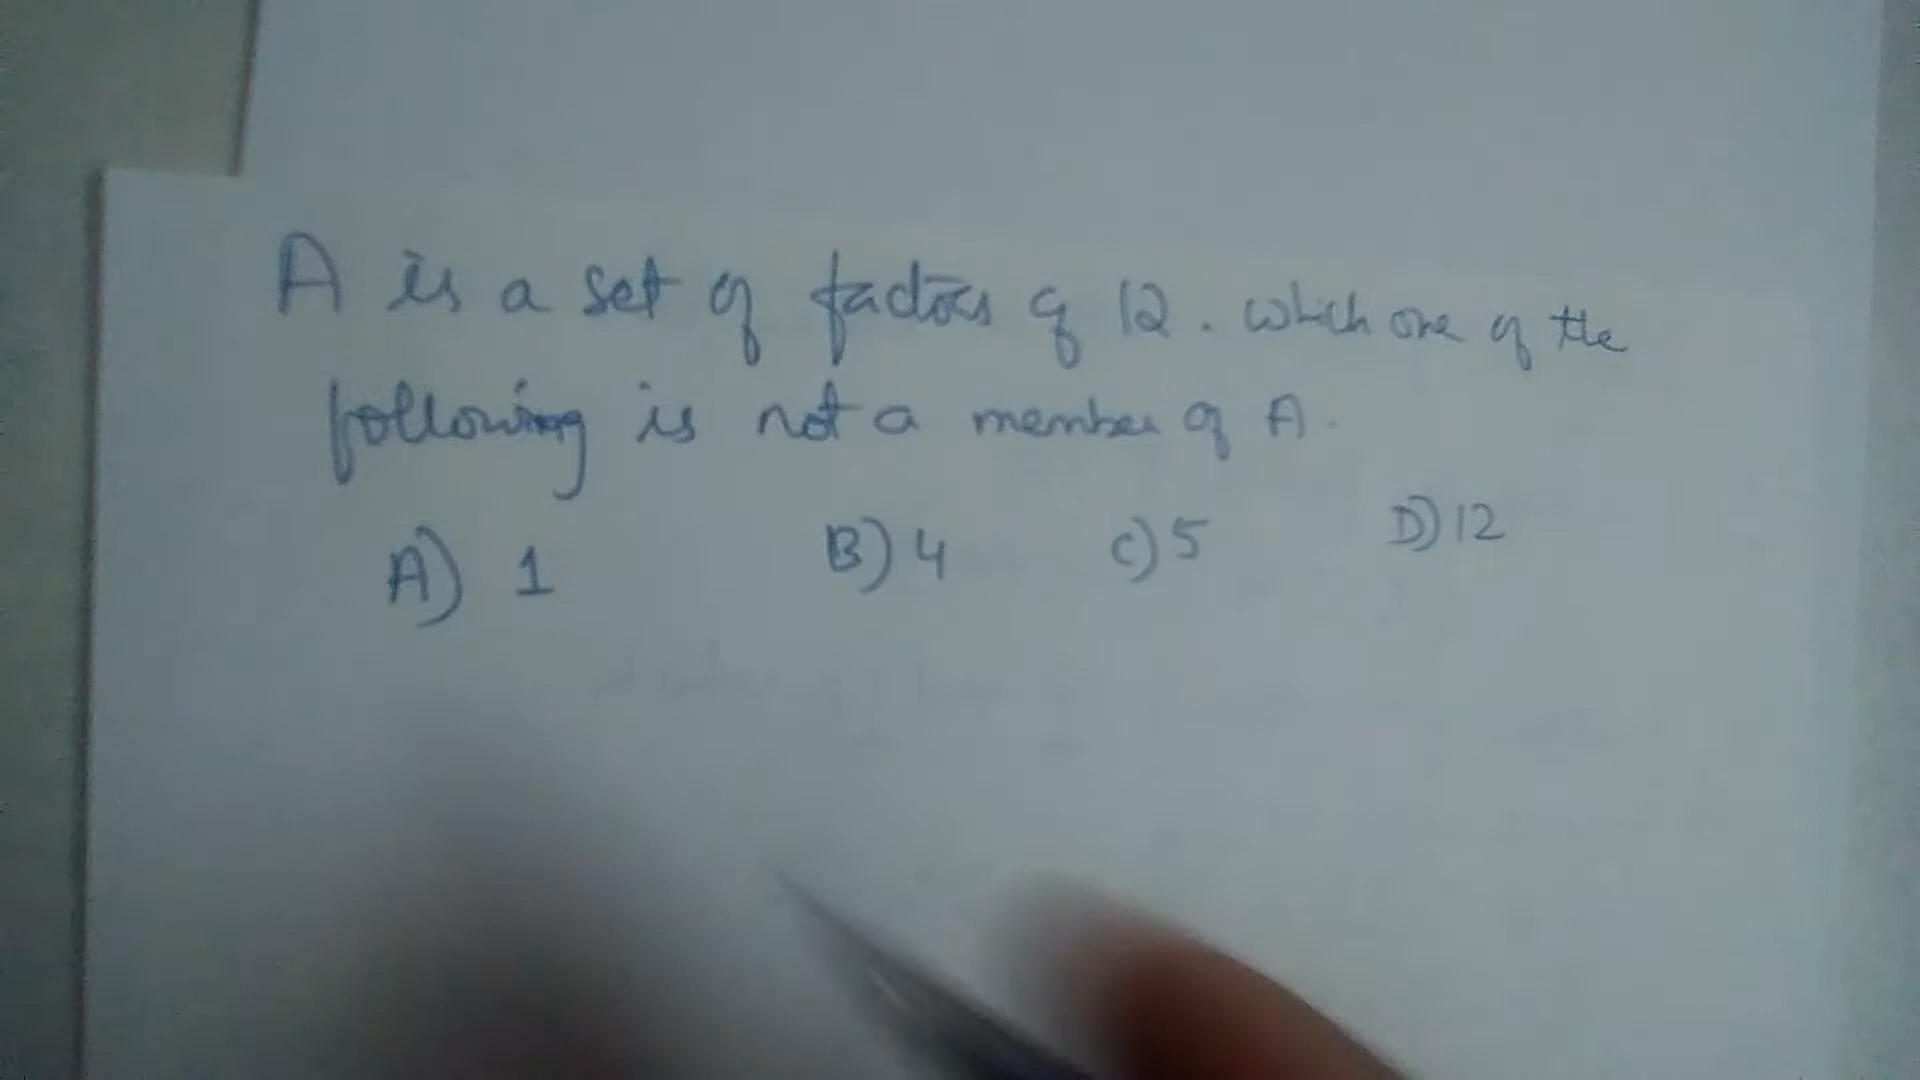 A is a set of factors of 12. which one of the
following is not a member of A.
A) 1 B) 4 C) 5 D) 12